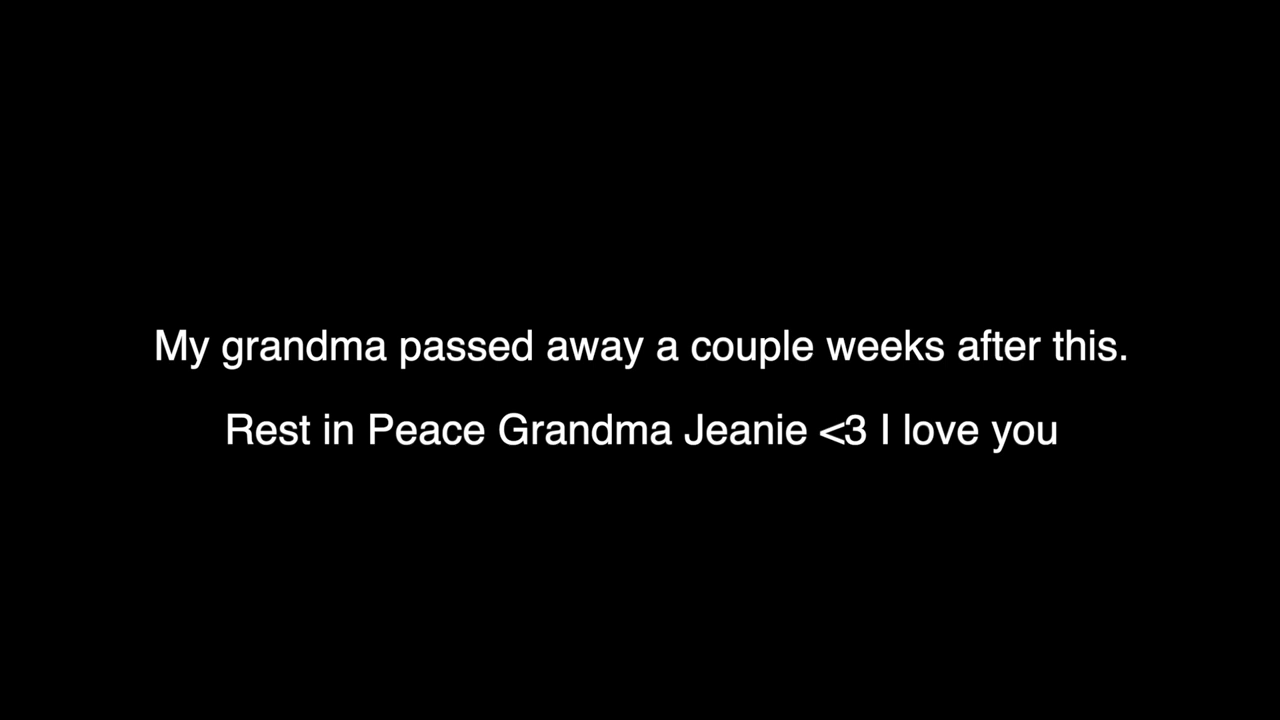 My grandma passed away a couple weeks after this.
Rest in Peace Grandma Jeanie <3 I love you